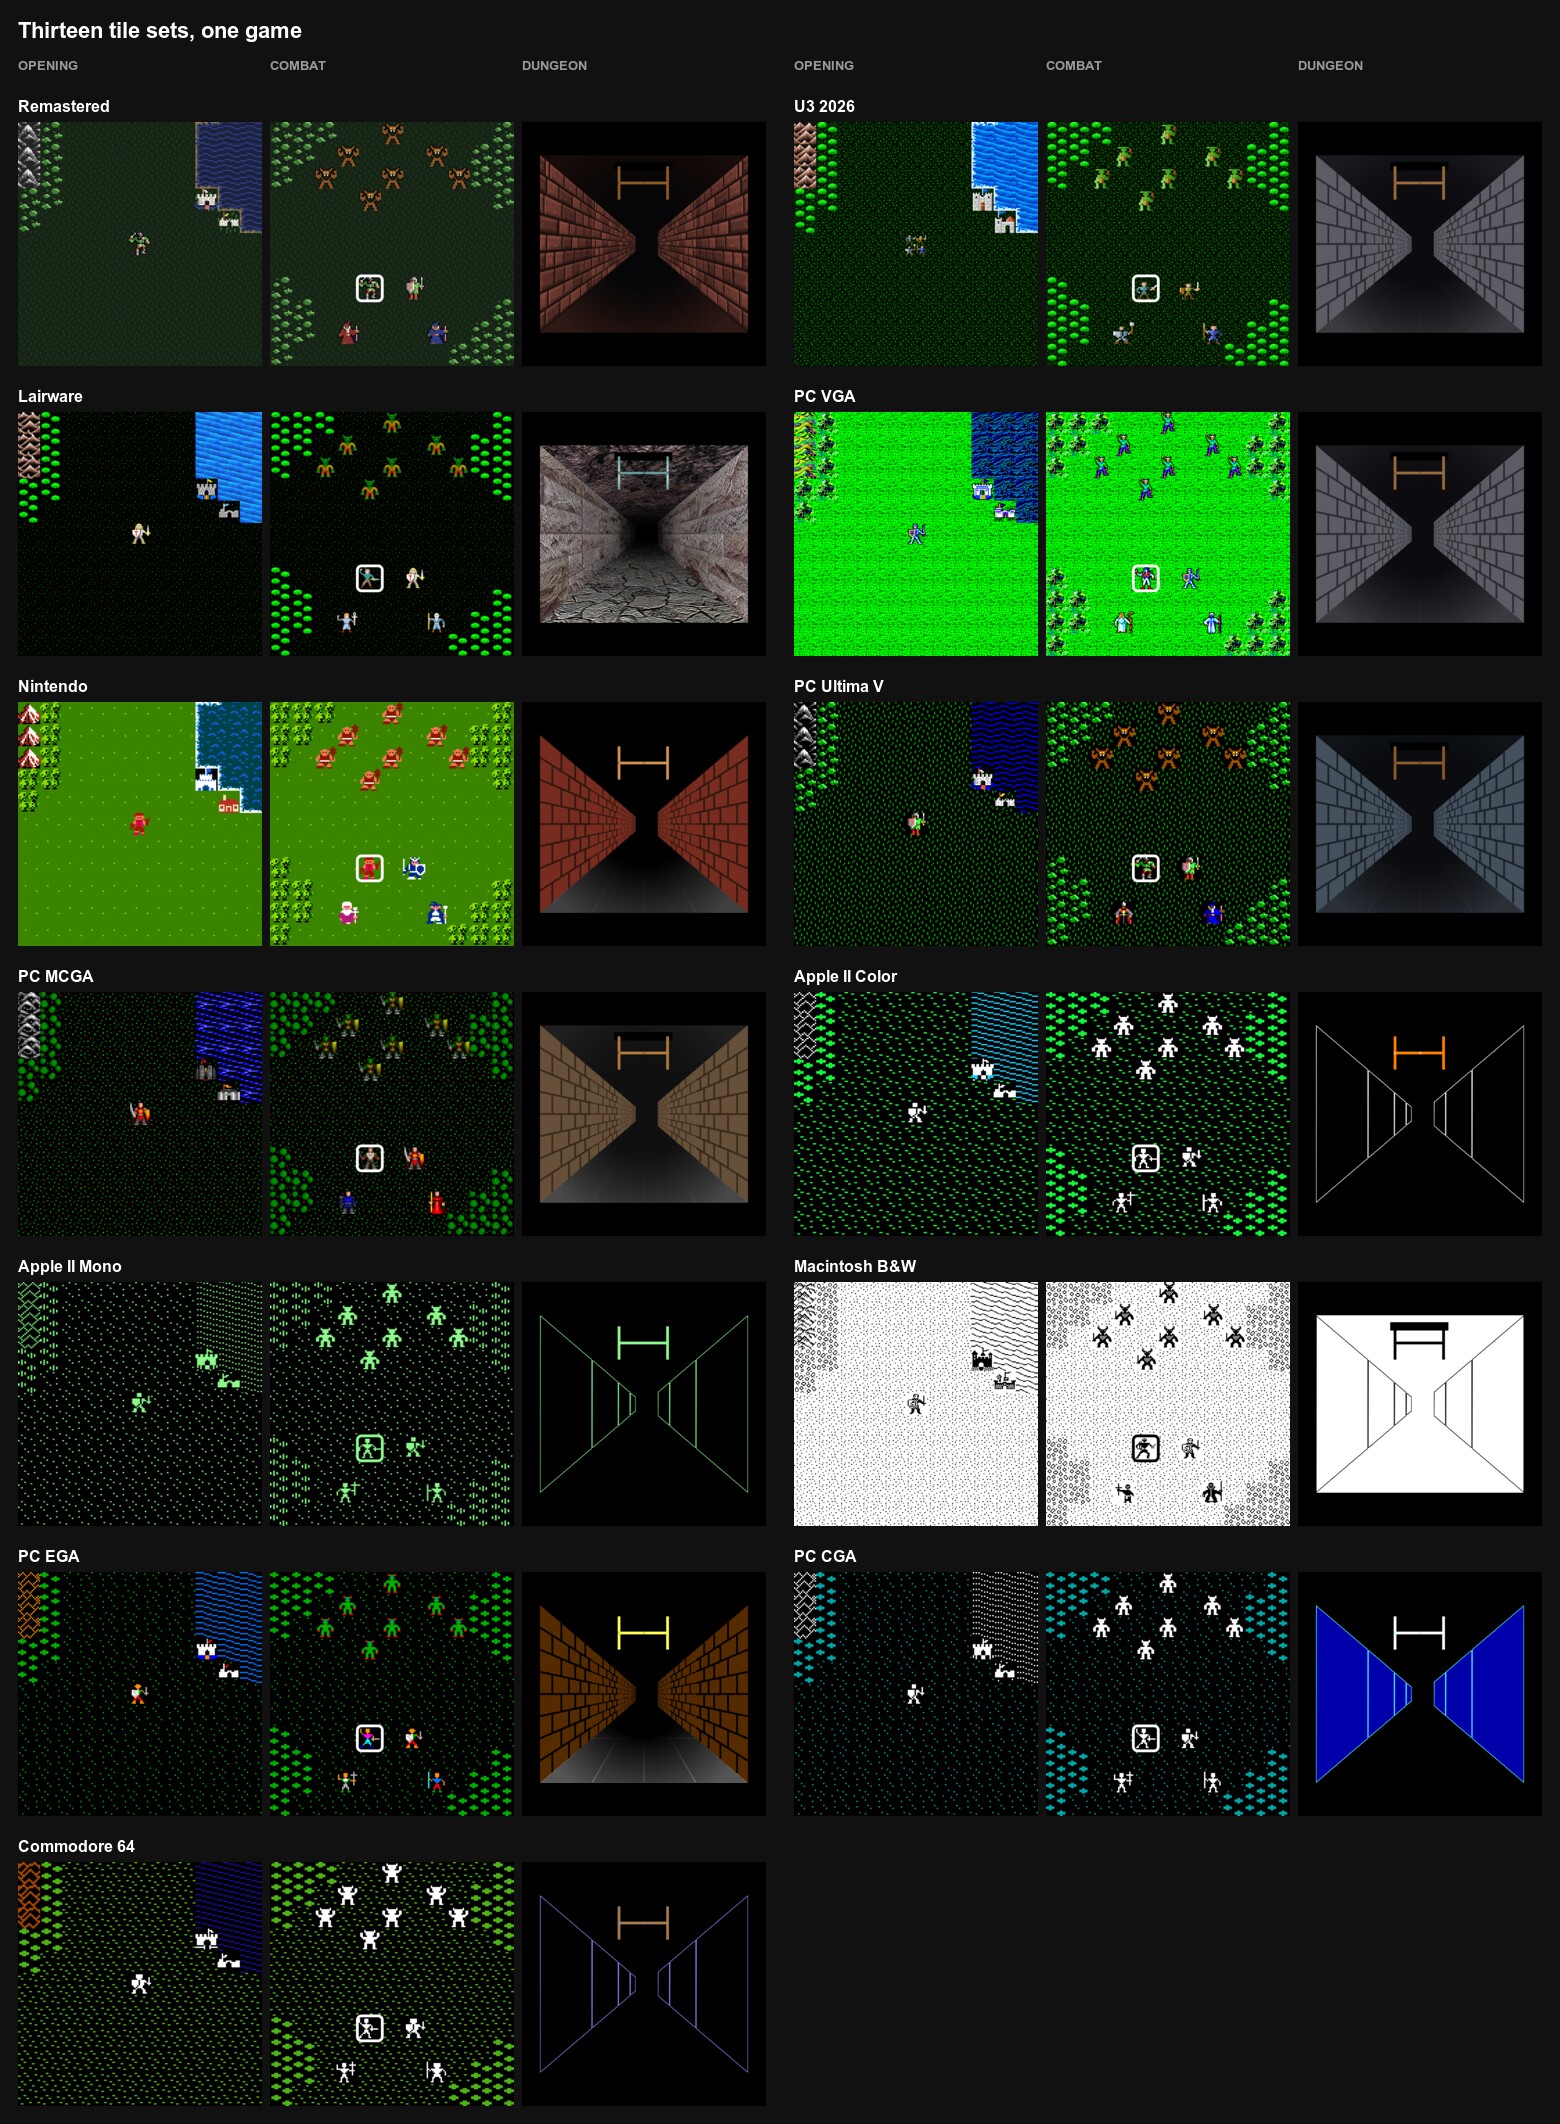 Thirteen tile sets, one game
OPENING COMBAT DUNGEON OPENING COMBAT DUNGEON
Remastered U3 2026
Lairware PC VGA
Nintendo PC Ultima V
PC MCGA Apple II Color
Apple II Mono Macintosh B&W
PC EGA PC CGA
Commodore 64